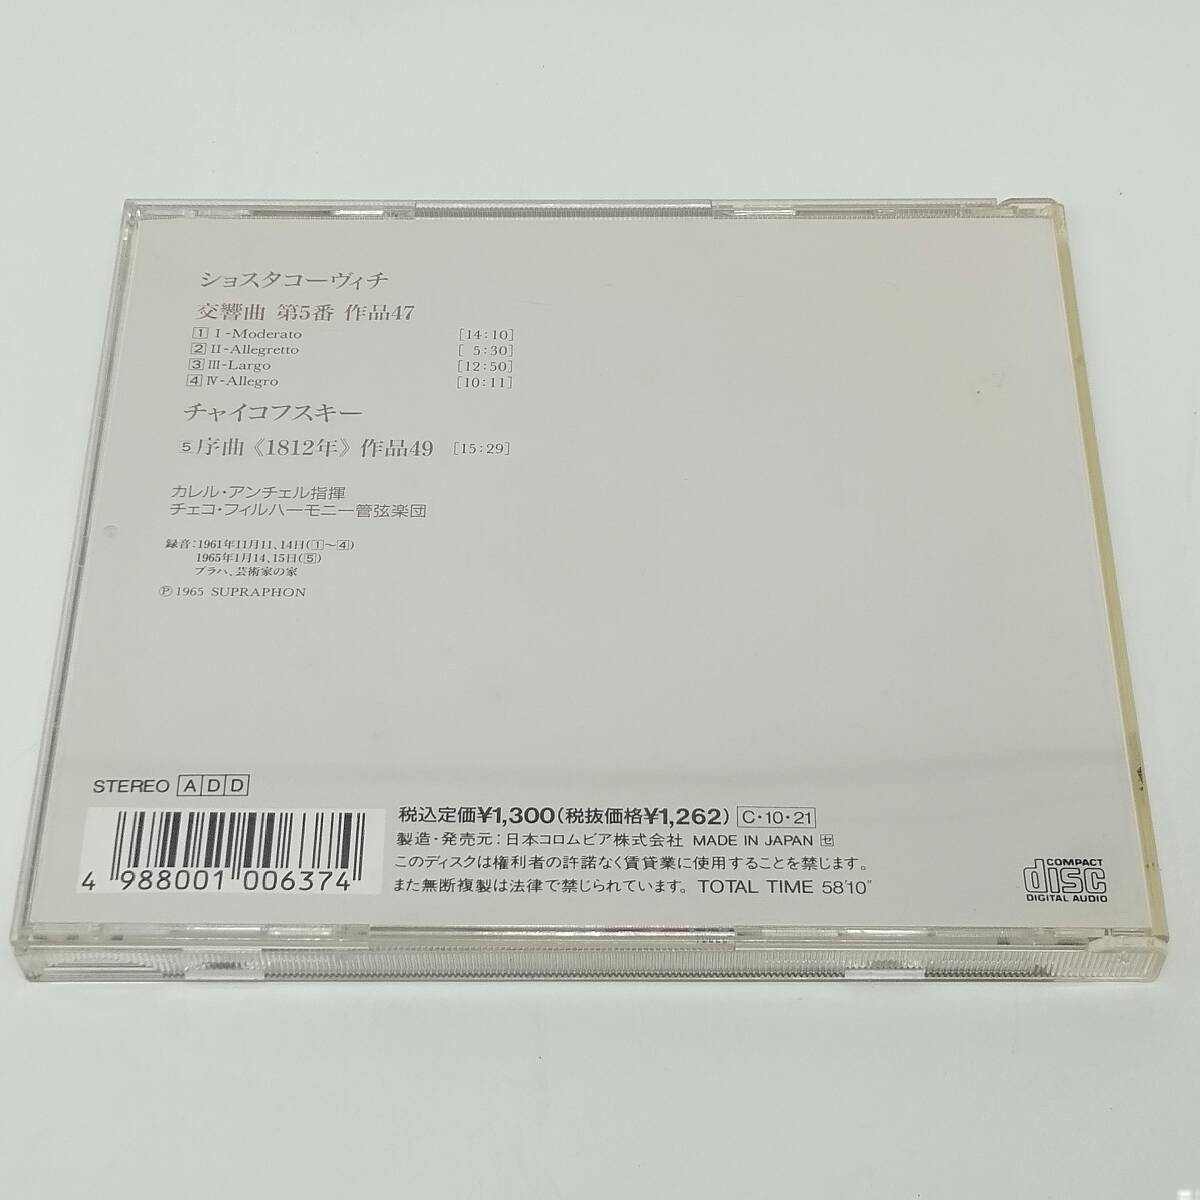 ショスタコーヴィチ
交響曲 第5番 作品47
1 I-Moderato [14:10]
2 II-Allegretto [ 5:30]
3 III-Largo [12:50]
4 IV-Allegro [10:11]
チャイコフスキー
5 序曲《1812年》作品49 [15:29]
カレル・アンチェル指揮
チェコ・フィルハーモニー管弦楽団
録音:1961年11月11、14日(1〜4)
1965年1月14、15日(5)
プラハ、芸術家の家
Ⓟ1965 SUPRAPHON
STEREO ADD
税込定価¥1,300(税抜価格¥1,262) C・10・21
製造・発売元:日本コロムビア株式会社 MADE IN JAPAN セ
このディスクは権利者の許諾なく賃貸業に使用することを禁じます。
また無断複製は法律で禁じられています。 TOTAL TIME 58'10"
4 988001 006374
COMPACT
disc
DIGITAL AUDIO